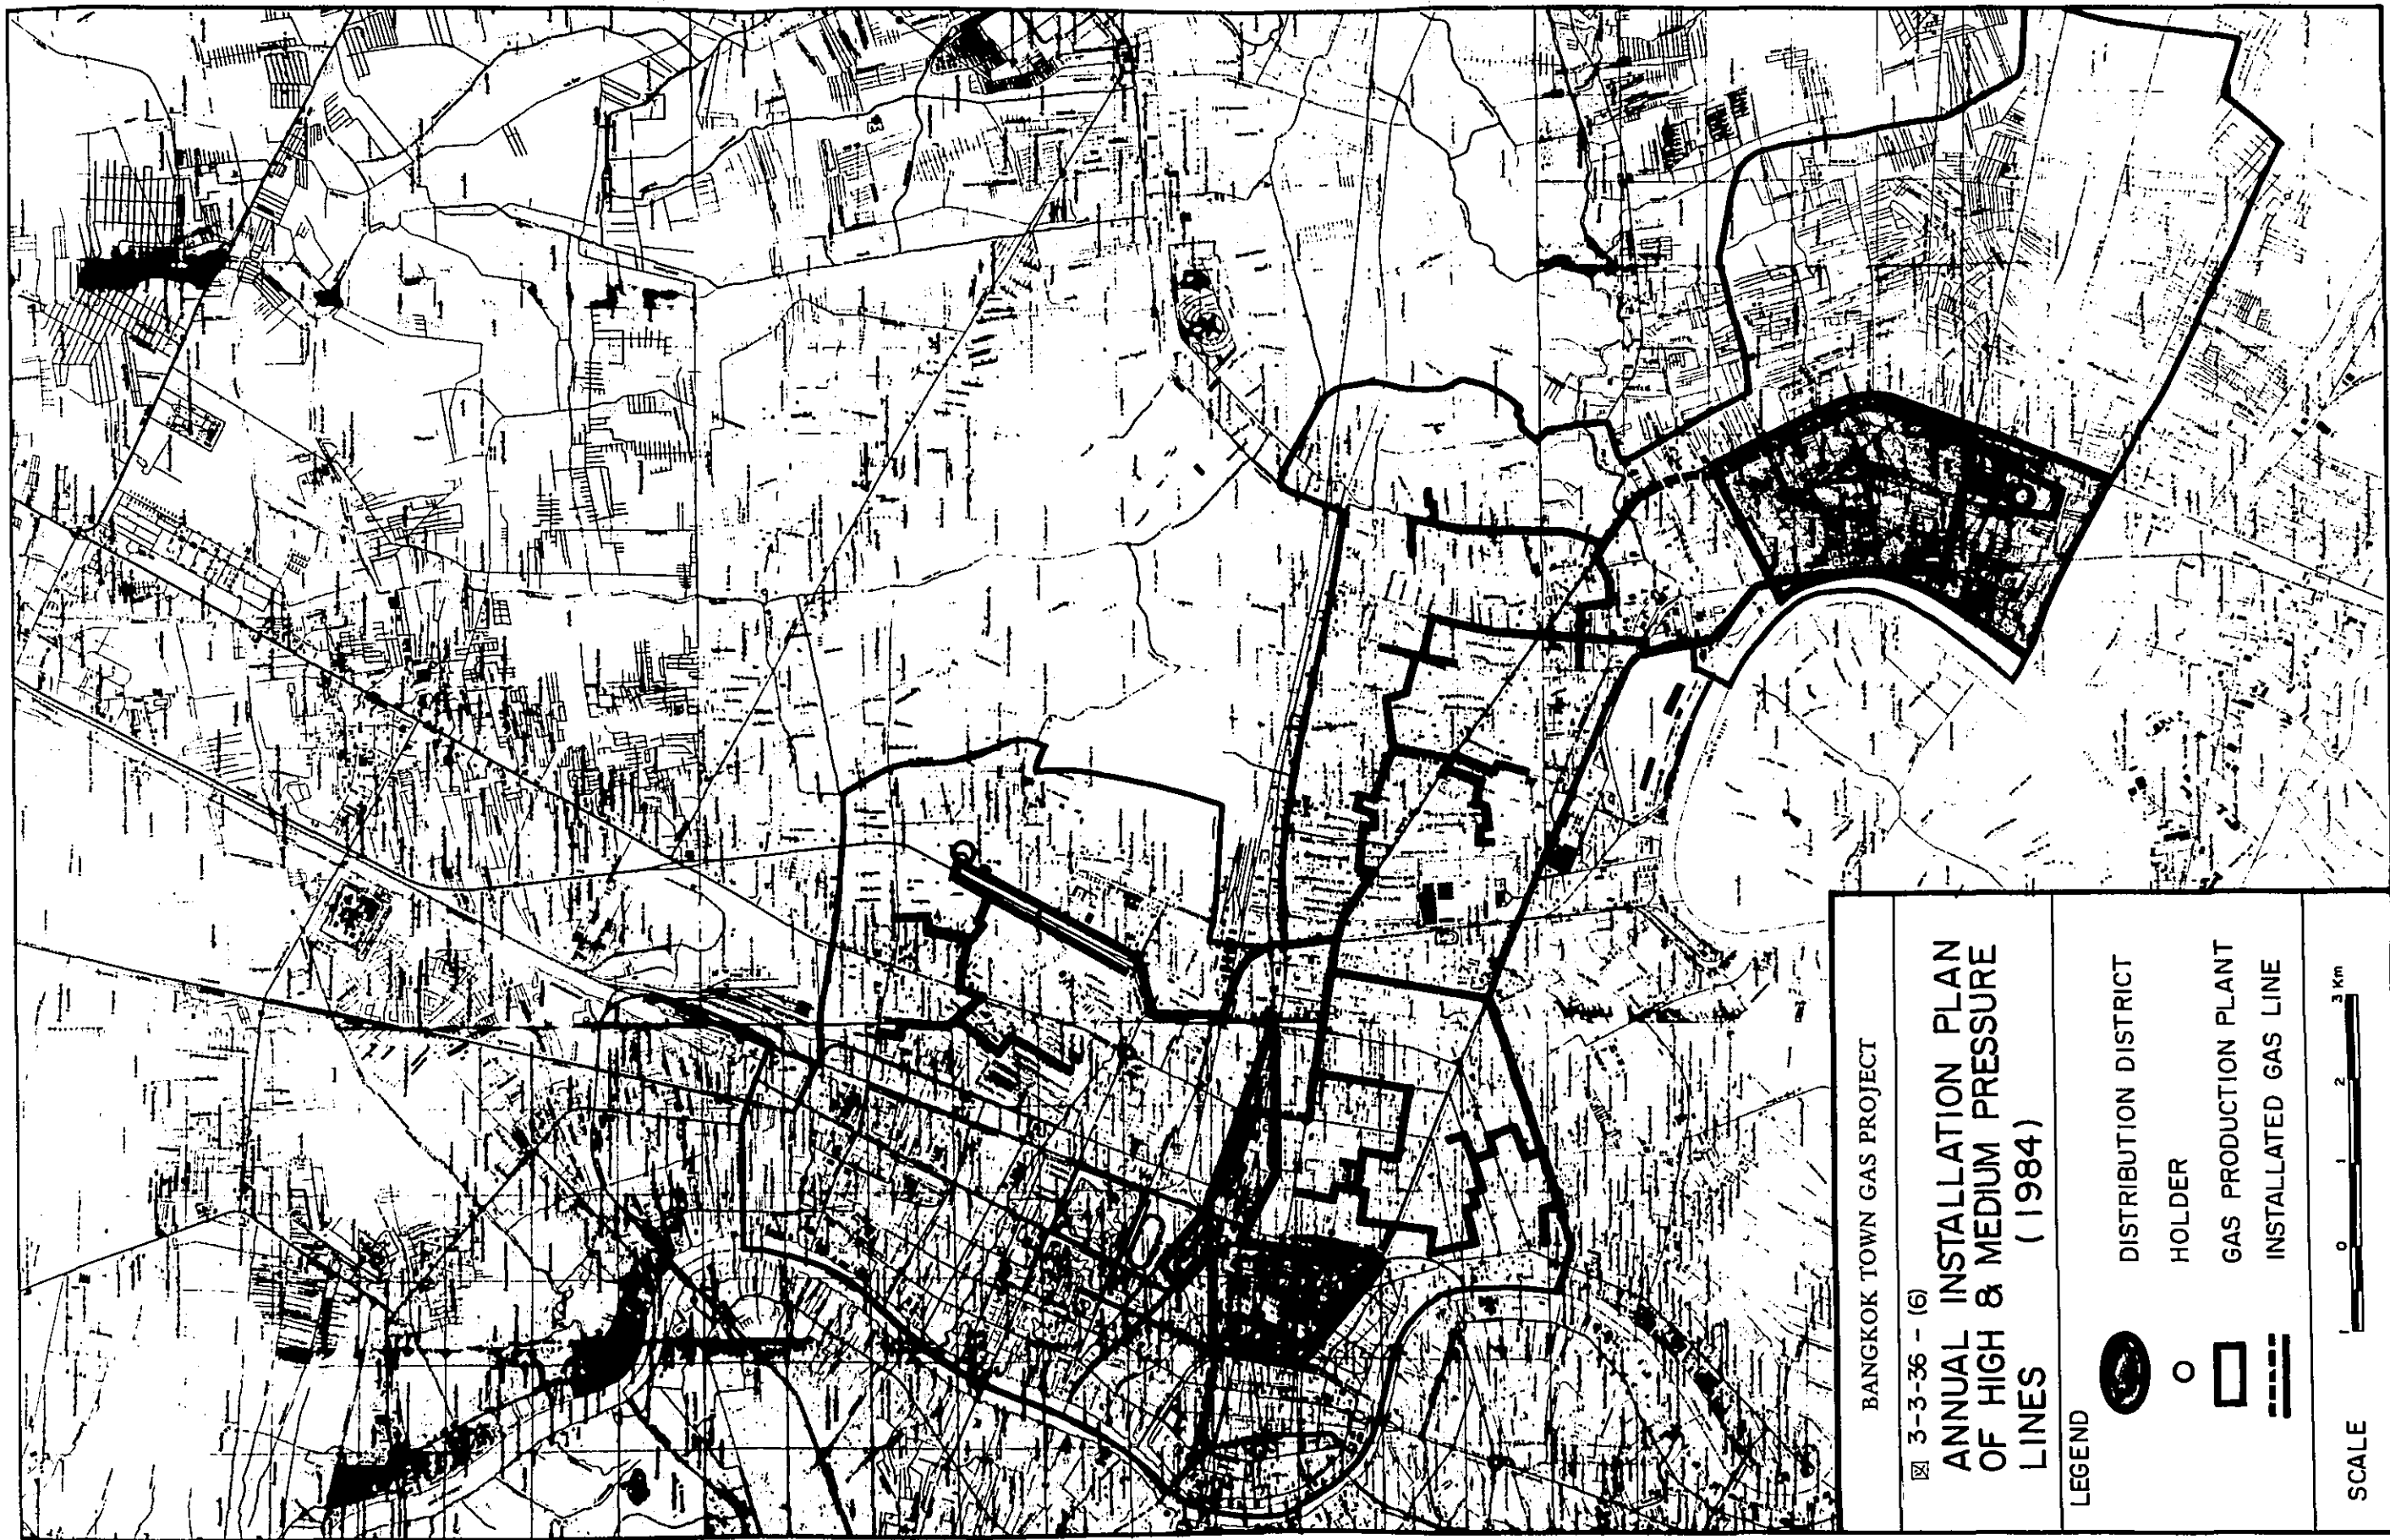 BANGKOK TOWN GAS PROJECT
図 3-3-36-(6)
ANNUAL INSTALLATION PLAN
OF HIGH & MEDIUM PRESSURE
LINES (1984)
LEGEND
DISTRIBUTION DISTRICT
HOLDER
GAS PRODUCTION PLANT
INSTALLATED GAS LINE
SCALE
1 0 1 2 3 Km